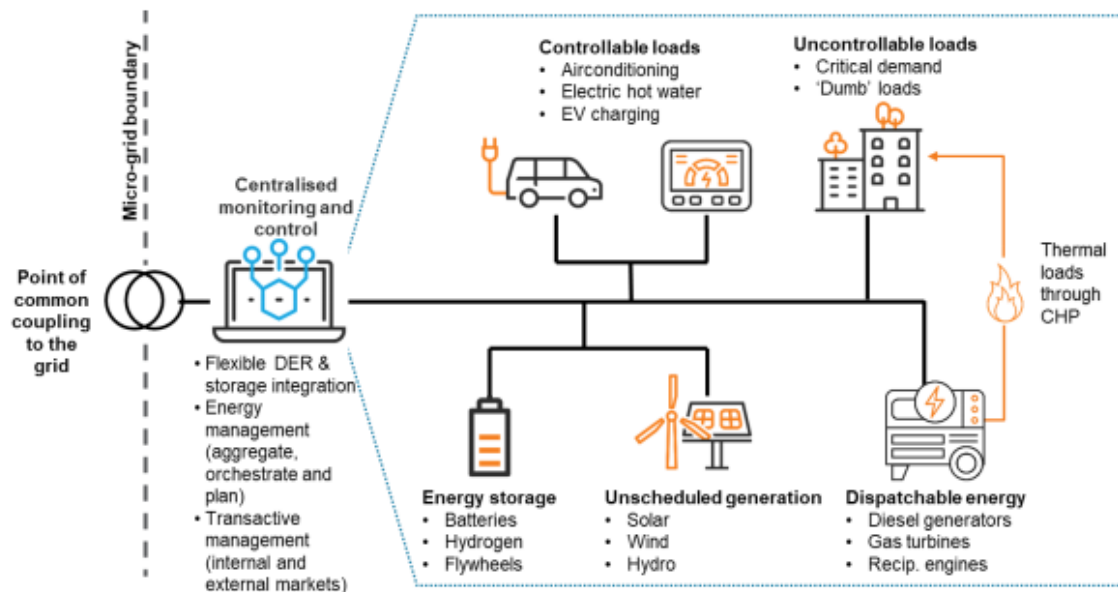 Micro-grid boundary
Point of
common
coupling
to the
grid
Centralised
monitoring and
control
• Flexible DER &
storage integration
• Energy
management
(aggregate,
orchestrate and
plan)
• Transactive
management
(internal and
external markets)
Controllable loads
• Airconditioning
• Electric hot water
• EV charging
Uncontrollable loads
• Critical demand
• 'Dumb' loads
Thermal
loads
through
CHP
Energy storage
• Batteries
• Hydrogen
• Flywheels
Unscheduled generation
• Solar
• Wind
• Hydro
Dispatchable energy
• Diesel generators
• Gas turbines
• Recip. engines